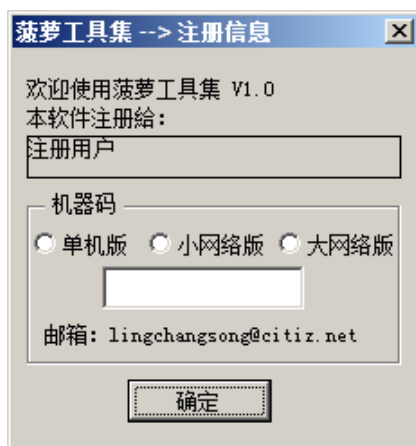 菠萝工具集 --> 注册信息
欢迎使用菠萝工具集 V1.0
本软件注册给：
注册用户
机器码
单机版 小网络版 大网络版
邮箱：lingchangsong@citiz.net
确定